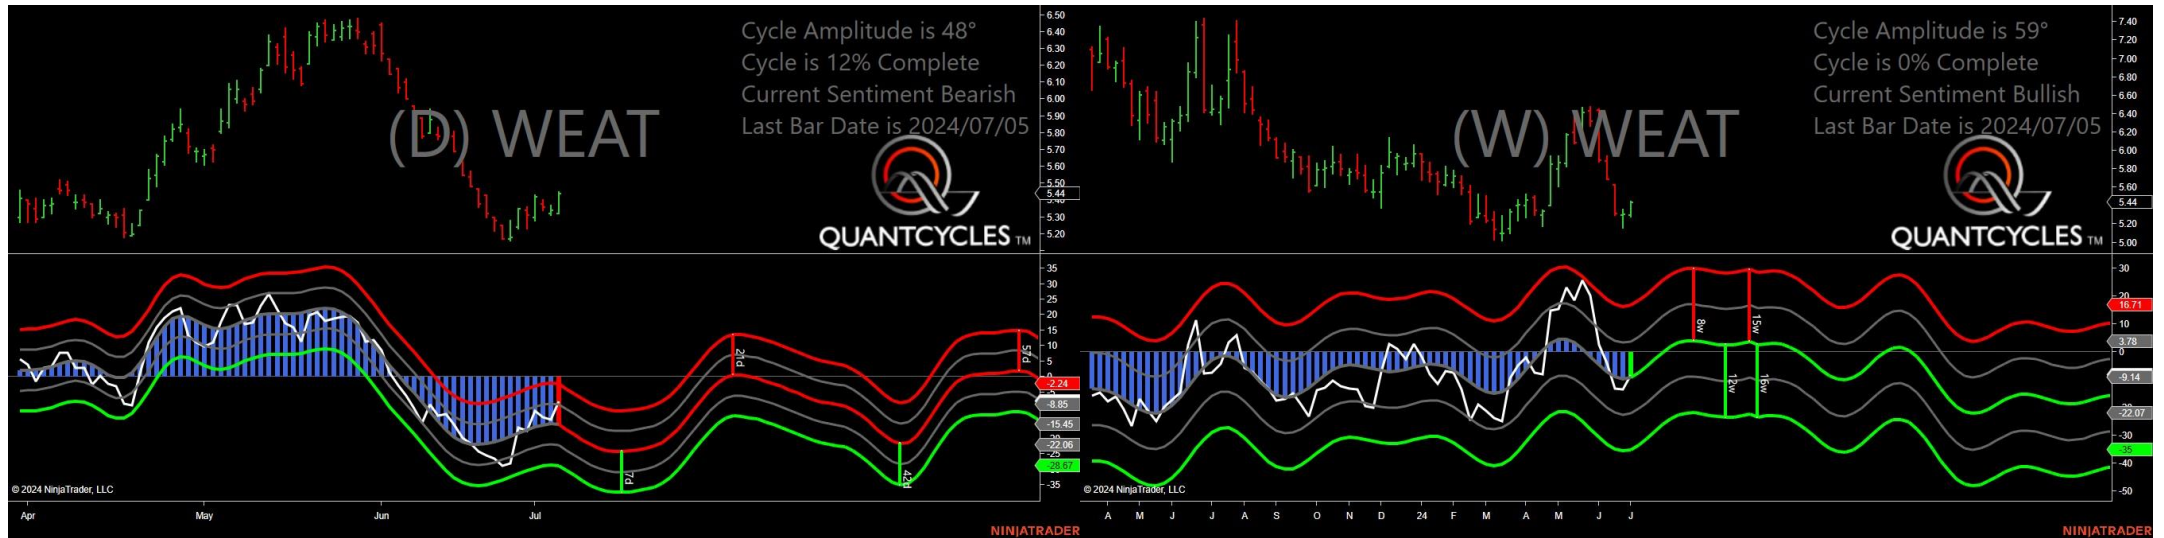 Cycle Amplitude is 48°
Cycle is 12% Complete
Current Sentiment Bearish
Last Bar Date is 2024/07/05
(D) WEAT
QUANTCYCLES TM
6.50
6.40
6.30
6.20
6.10
6.00
5.90
5.80
5.70
5.60
5.50
5.44
5.40
5.30
5.20
35
30
25
20
15
10
5
0
-2.24
-8.85
-15.45
-20
-22.06
-25
-28.67
-35
7d
21d
42d
57d
© 2024 NinjaTrader, LLC
Apr May Jun Jul
NINJATRADER
Cycle Amplitude is 59°
Cycle is 0% Complete
Current Sentiment Bullish
Last Bar Date is 2024/07/05
(W) WEAT
QUANTCYCLES TM
7.40
7.20
7.00
6.80
6.60
6.40
6.20
6.00
5.80
5.60
5.44
5.20
5.00
30
20
16.71
10
3.78
0
-9.14
-22.07
-30
-35
-40
-50
8w
12w
15w
16w
© 2024 NinjaTrader, LLC
A M J J A S O N D 24 F M A M J J
NINJATRADER